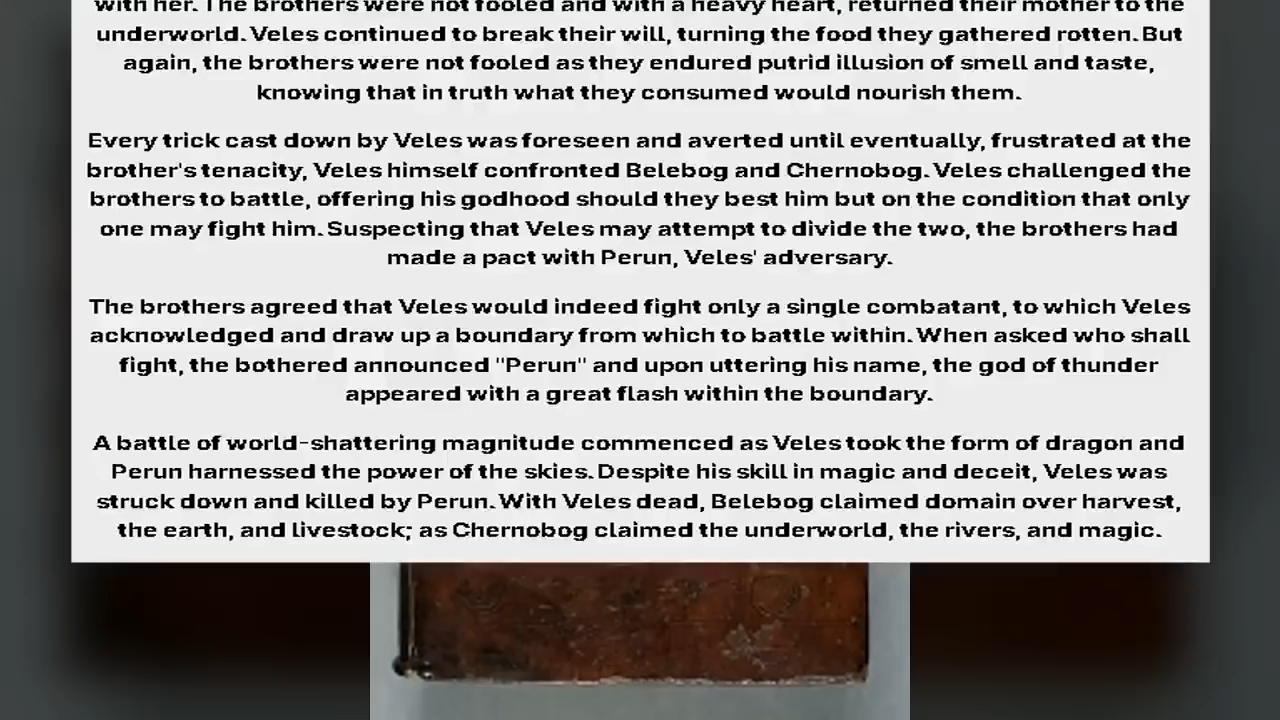 with her. The brothers were not fooled and with a heavy heart, returned their mother to the
underworld. Veles continued to break their will, turning the food they gathered rotten. But
again, the brothers were not fooled as they endured putrid illusion of smell and taste,
knowing that in truth what they consumed would nourish them.
Every trick cast down by Veles was foreseen and averted until eventually, frustrated at the
brother's tenacity, Veles himself confronted Belebog and Chernobog. Veles challenged the
brothers to battle, offering his godhood should they best him but on the condition that only
one may fight him. Suspecting that Veles may attempt to divide the two, the brothers had
made a pact with Perun, Veles' adversary.
The brothers agreed that Veles would indeed fight only a single combatant, to which Veles
acknowledged and draw up a boundary from which to battle within. When asked who shall
fight, the bothered announced "Perun" and upon uttering his name, the god of thunder
appeared with a great flash within the boundary.
A battle of world-shattering magnitude commenced as Veles took the form of dragon and
Perun harnessed the power of the skies. Despite his skill in magic and deceit, Veles was
struck down and killed by Perun. With Veles dead, Belebog claimed domain over harvest,
the earth, and livestock; as Chernobog claimed the underworld, the rivers, and magic.